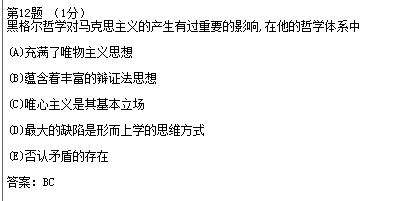 第12题 （1分）
黑格尔哲学对马克思主义的产生有过重要的影响,在他的哲学体系中
(A)充满了唯物主义思想
(B)蕴含着丰富的辩证法思想
(C)唯心主义是其基本立场
(D)最大的缺陷是形而上学的思维方式
(E)否认矛盾的存在
答案：BC